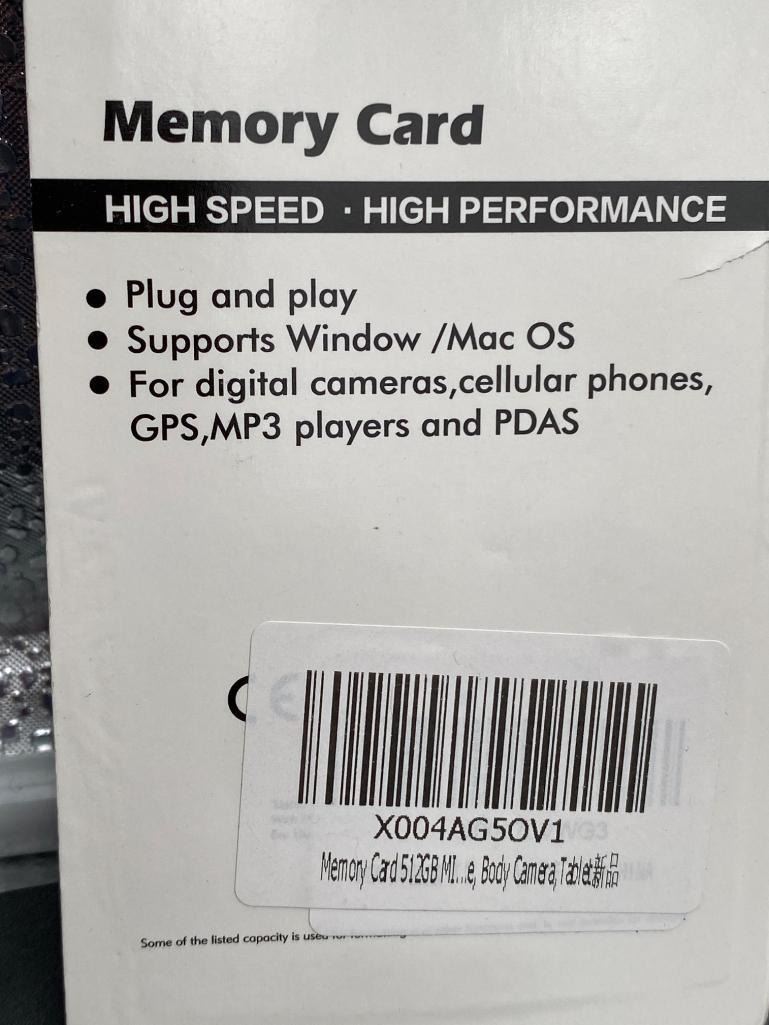 Memory Card
HIGH SPEED · HIGH PERFORMANCE
● Plug and play
● Supports Window /Mac OS
● For digital cameras,cellular phones,
GPS,MP3 players and PDAS
CE
X004AG5OV1
Memory Card 512GB MI...e, Body Camera, Tablet新品
Some of the listed capacity is used